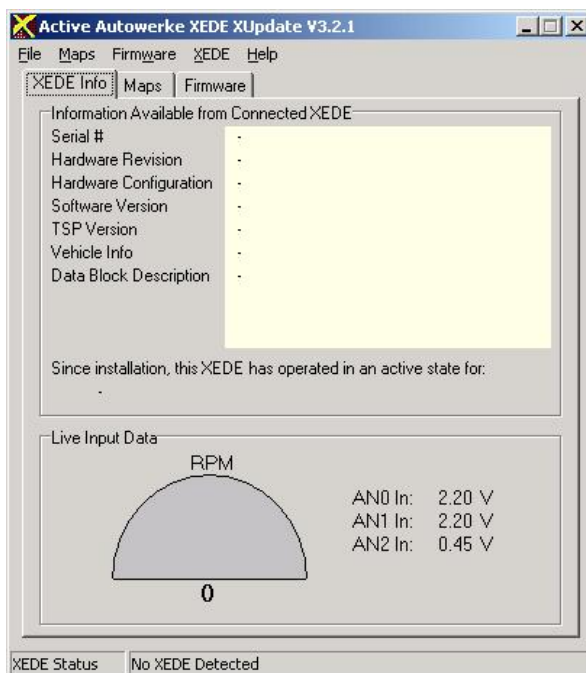 Active Autowerke XEDE XUpdate V3.2.1
File Maps Firmware XEDE Help
XEDE Info Maps Firmware
Information Available from Connected XEDE
Serial # -
Hardware Revision -
Hardware Configuration -
Software Version -
TSP Version -
Vehicle Info -
Data Block Description -
Since installation, this XEDE has operated in an active state for:
-
Live Input Data
RPM
0
AN0 In: 2.20 V
AN1 In: 2.20 V
AN2 In: 0.45 V
XEDE Status No XEDE Detected